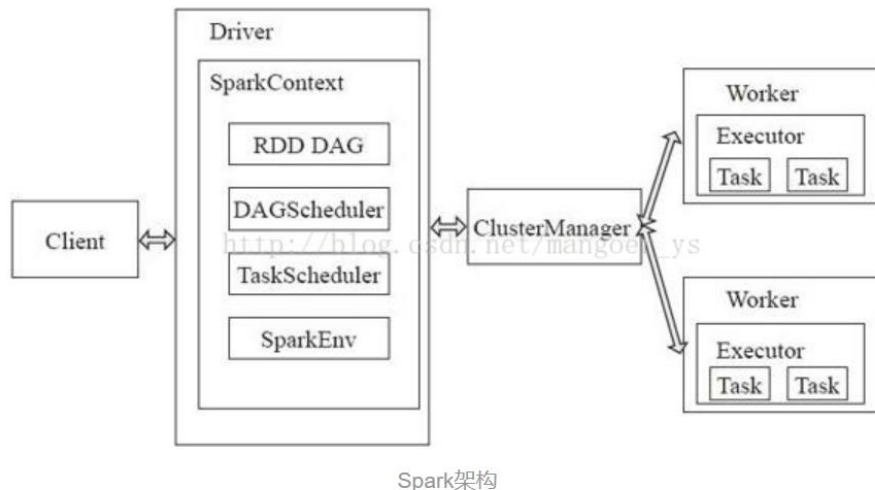 Driver
SparkContext
RDD DAG
DAGScheduler
TaskScheduler
SparkEnv
Client
ClusterManager
Worker
Executor
Task Task
Worker
Executor
Task Task
Spark架构